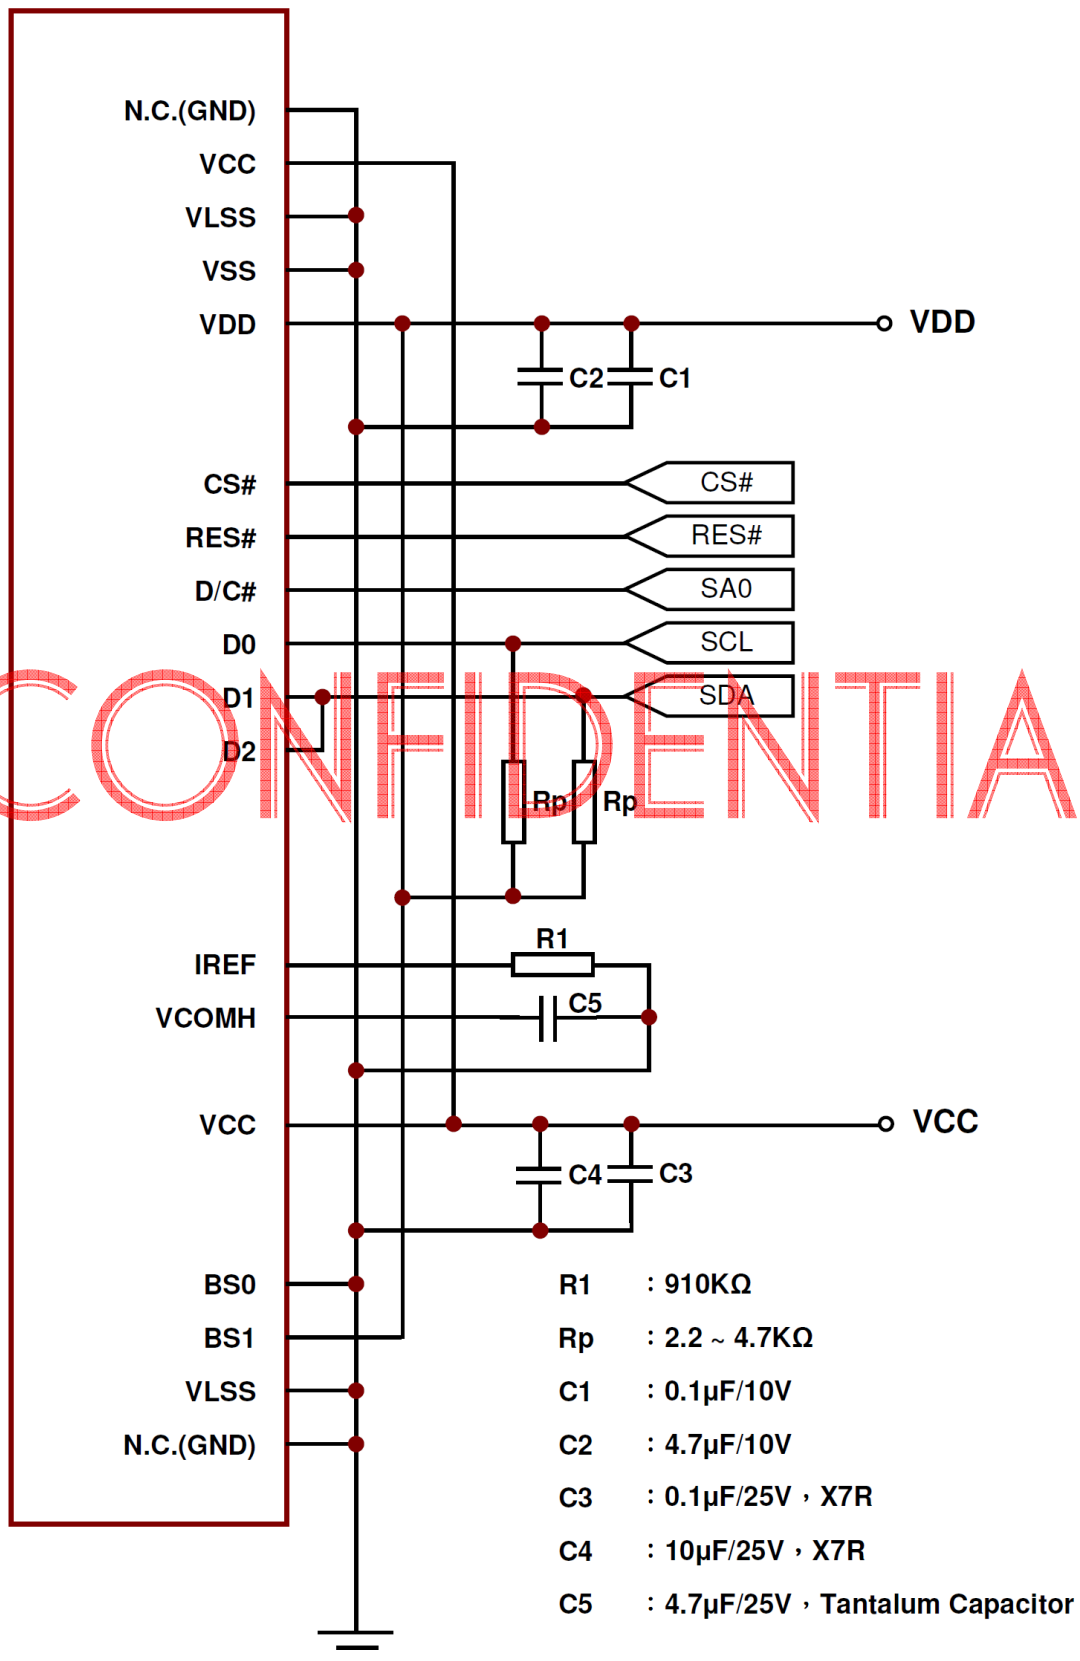 N.C.(GND)
VCC
VLSS
VSS
VDD
VDD
C2
C1
CS#
CS#
RES#
RES#
D/C#
SA0
D0
SCL
D1
SDA
D2
CONFIDENTIA
Rp
Rp
R1
IREF
C5
VCOMH
VCC
VCC
C4
C3
BS0
BS1
VLSS
N.C.(GND)
R1 : 910KΩ
Rp : 2.2 ~ 4.7KΩ
C1 : 0.1µF/10V
C2 : 4.7µF/10V
C3 : 0.1µF/25V，X7R
C4 : 10µF/25V，X7R
C5 : 4.7µF/25V，Tantalum Capacitor